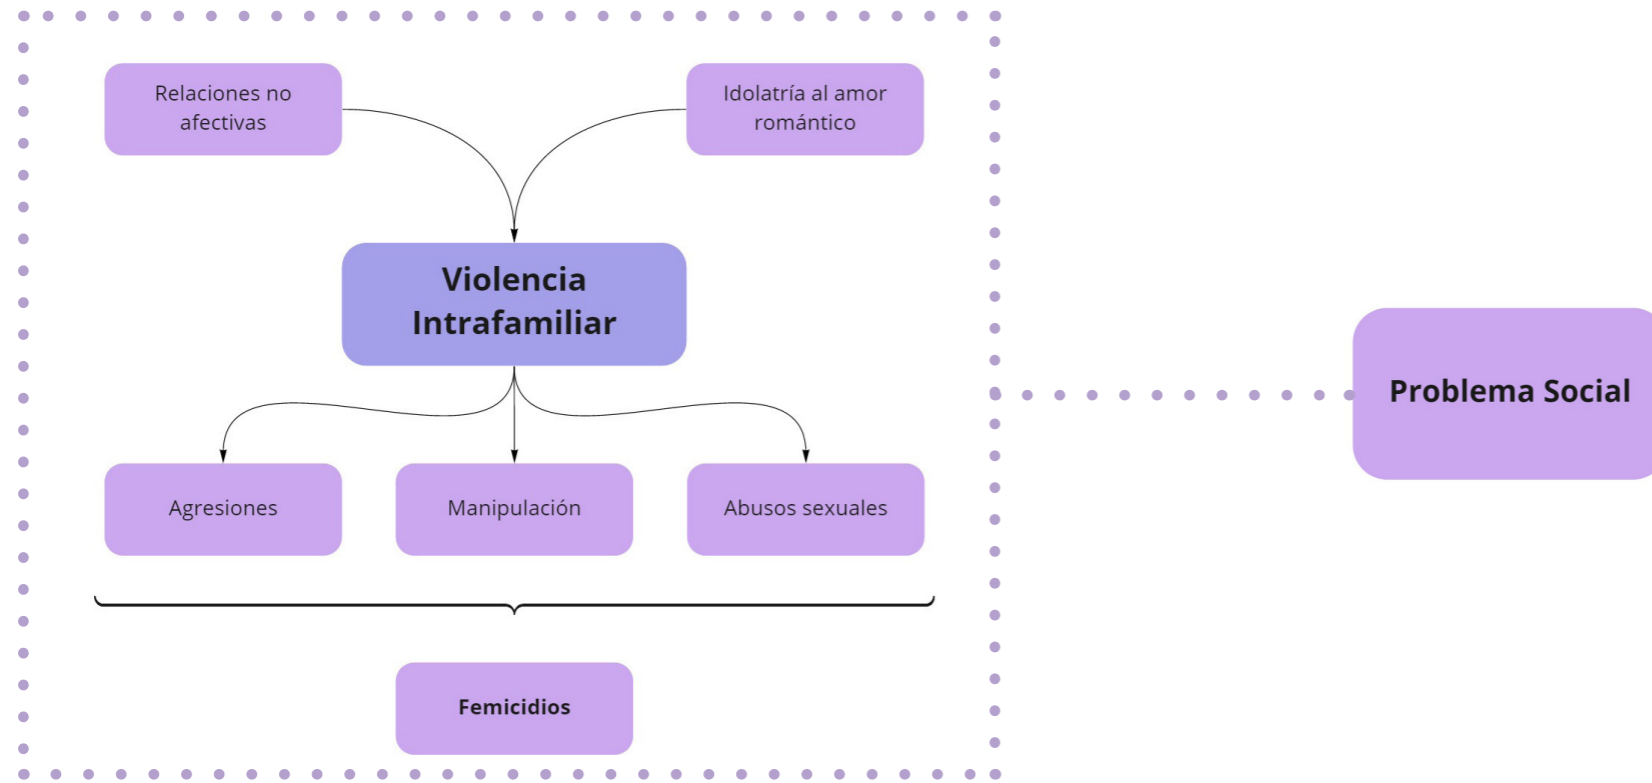 Relaciones no
afectivas
Idolatría al amor
romántico
Violencia
Intrafamiliar
Problema Social
Agresiones
Manipulación
Abusos sexuales
Femicidios